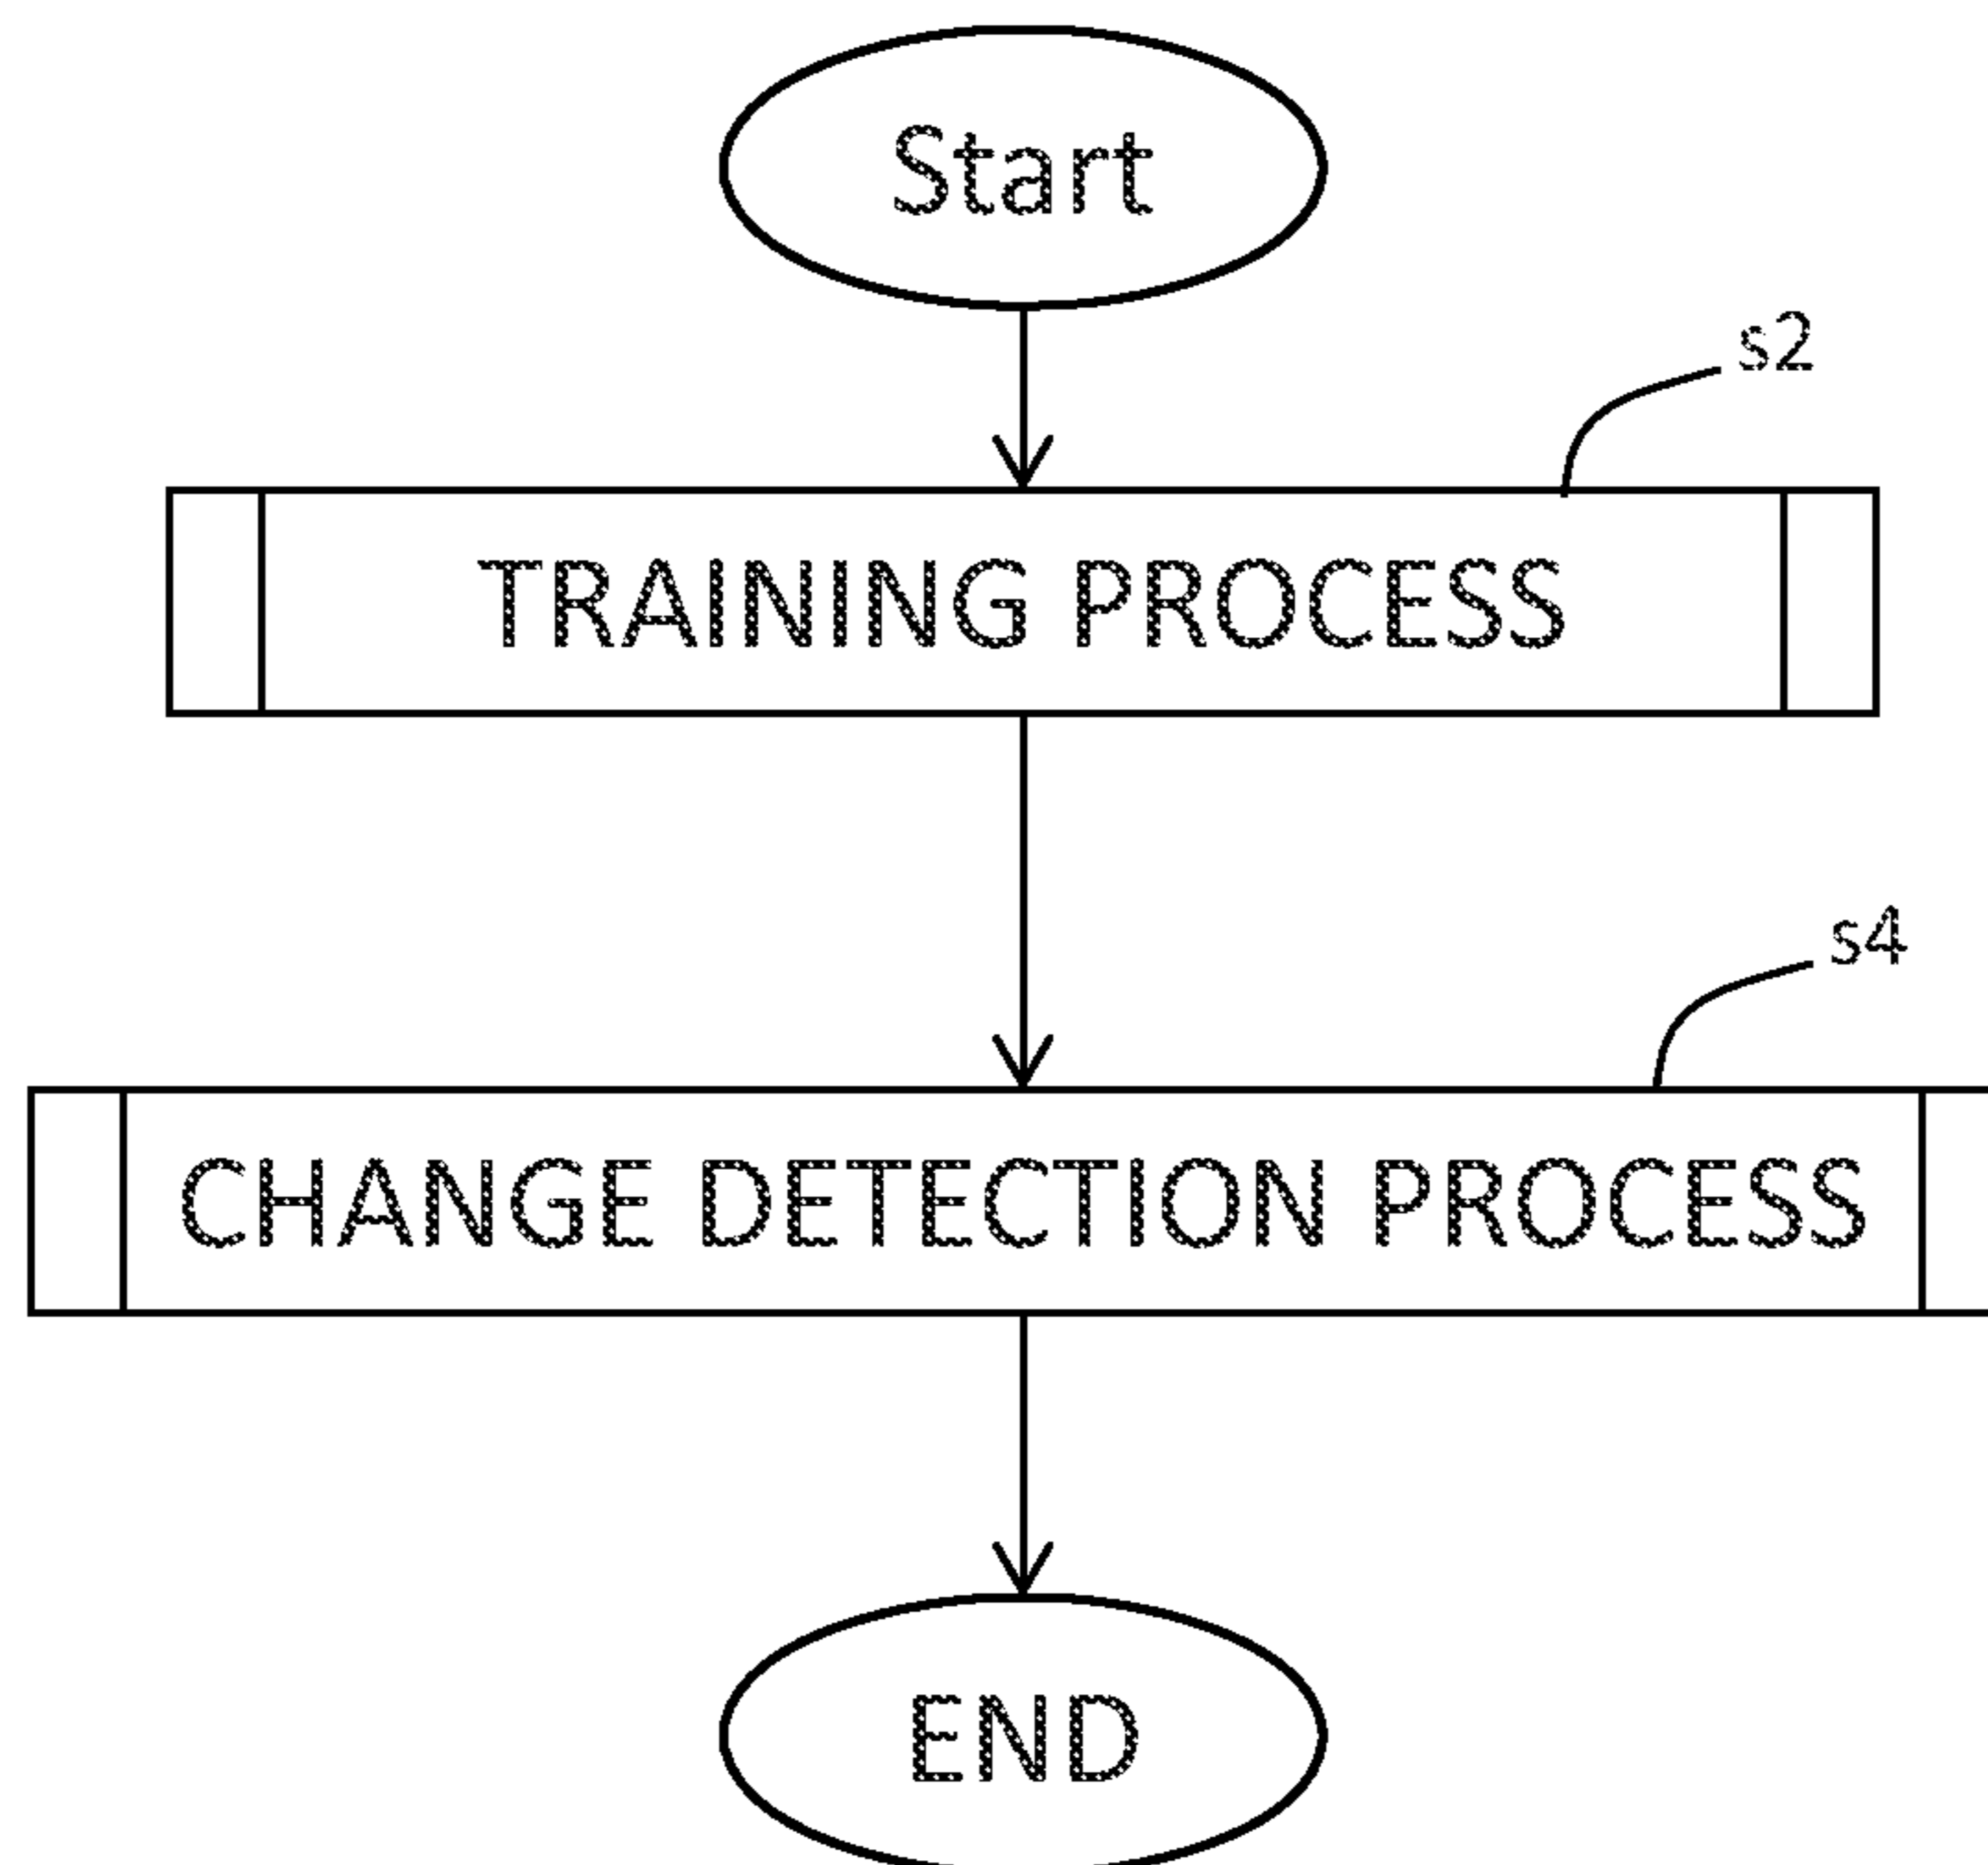 Start
s2
TRAINING PROCESS
s4
CHANGE DETECTION PROCESS
END